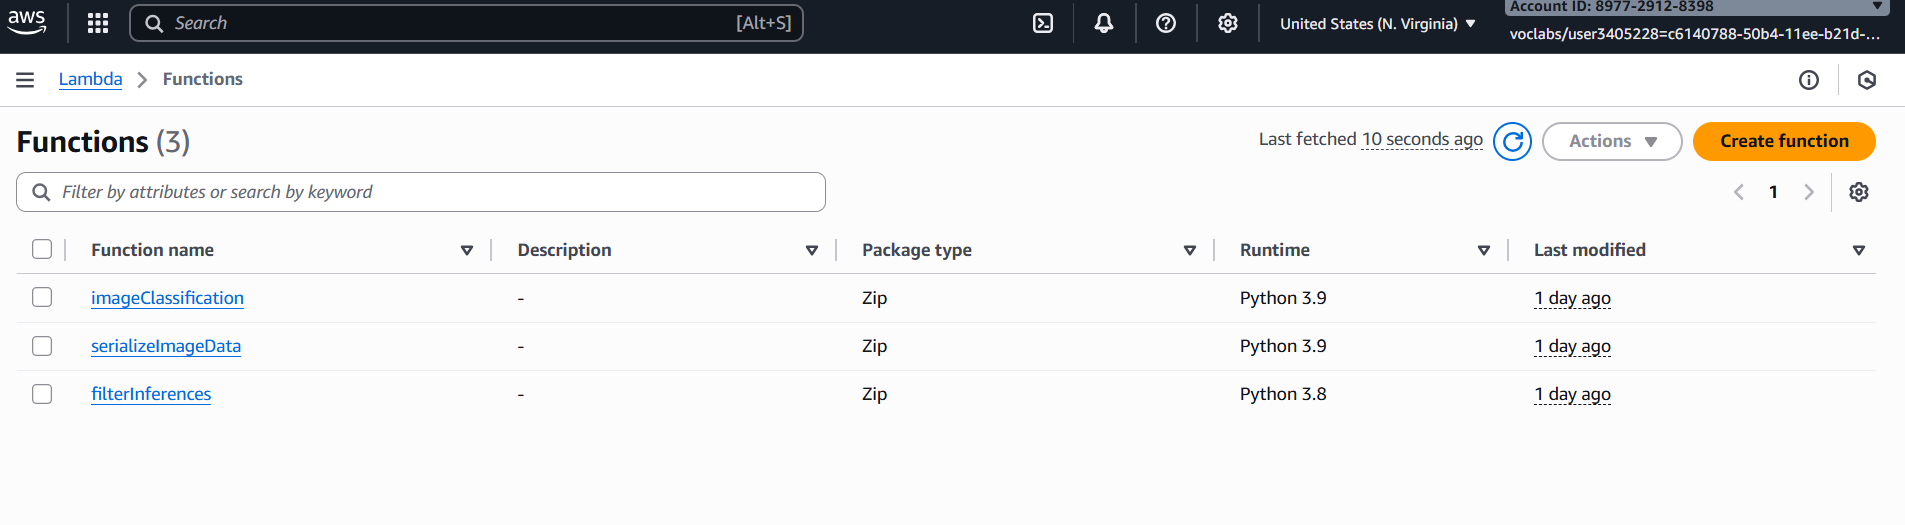 aws
Search [Alt+S]
United States (N. Virginia)
Account ID: 8977-2912-8398
voclabs/user3405228=c6140788-50b4-11ee-b21d-...
Lambda > Functions
Functions (3)
Last fetched 10 seconds ago
Actions
Create function
Filter by attributes or search by keyword
1
Function name Description Package type Runtime Last modified
imageClassification - Zip Python 3.9 1 day ago
serializeImageData - Zip Python 3.9 1 day ago
filterInferences - Zip Python 3.8 1 day ago